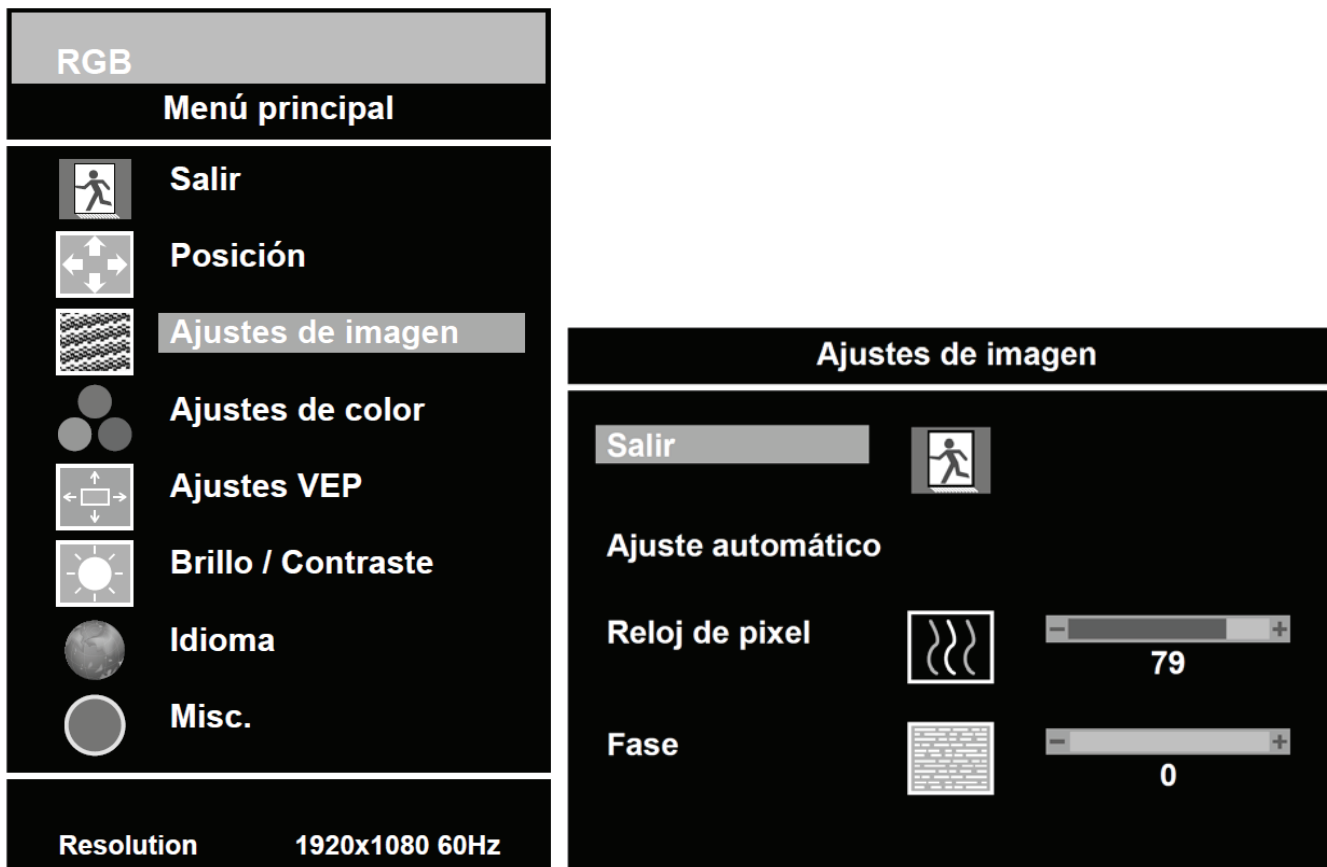 RGB
Menú principal
Salir
Posición
Ajustes de imagen
Ajustes de color
Ajustes VEP
Brillo / Contraste
Idioma
Misc.
Resolution 1920x1080 60Hz
Ajustes de imagen
Salir
Ajuste automático
Reloj de pixel
79
Fase
0